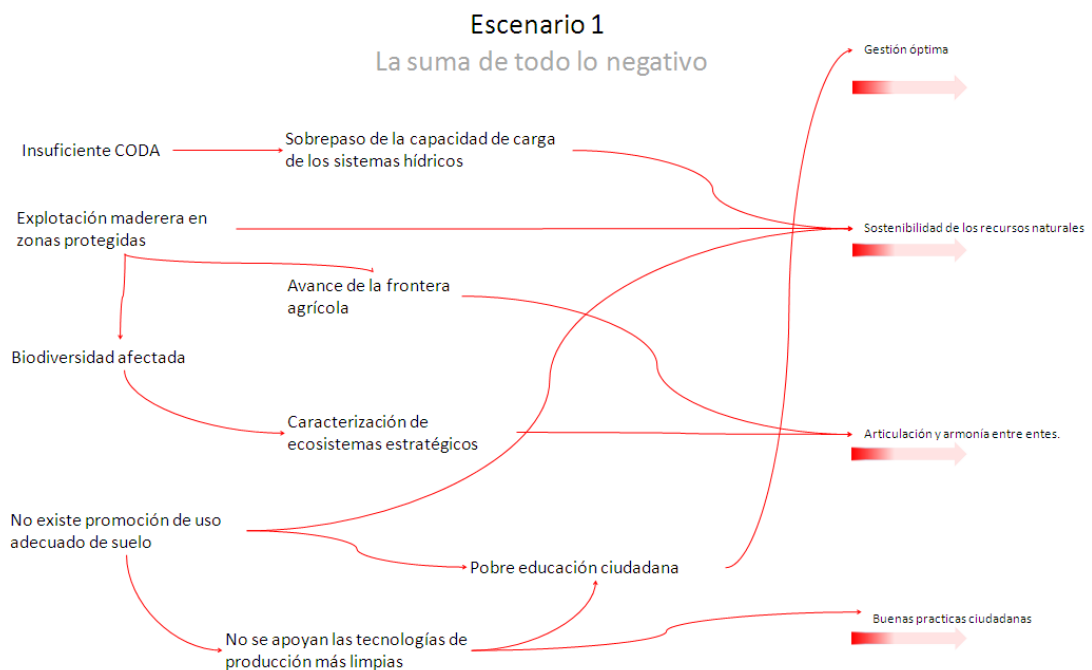 Escenario 1
La suma de todo lo negativo
Gestión óptima
Insuficiente CODA
Sobrepaso de la capacidad de carga
de los sistemas hídricos
Explotación maderera en
zonas protegidas
Sostenibilidad de los recursos naturales
Avance de la frontera
agrícola
Biodiversidad afectada
Caracterización de
ecosistemas estratégicos
Articulación y armonía entre entes.
No existe promoción de uso
adecuado de suelo
Pobre educación ciudadana
Buenas practicas ciudadanas
No se apoyan las tecnologías de
producción más limpias